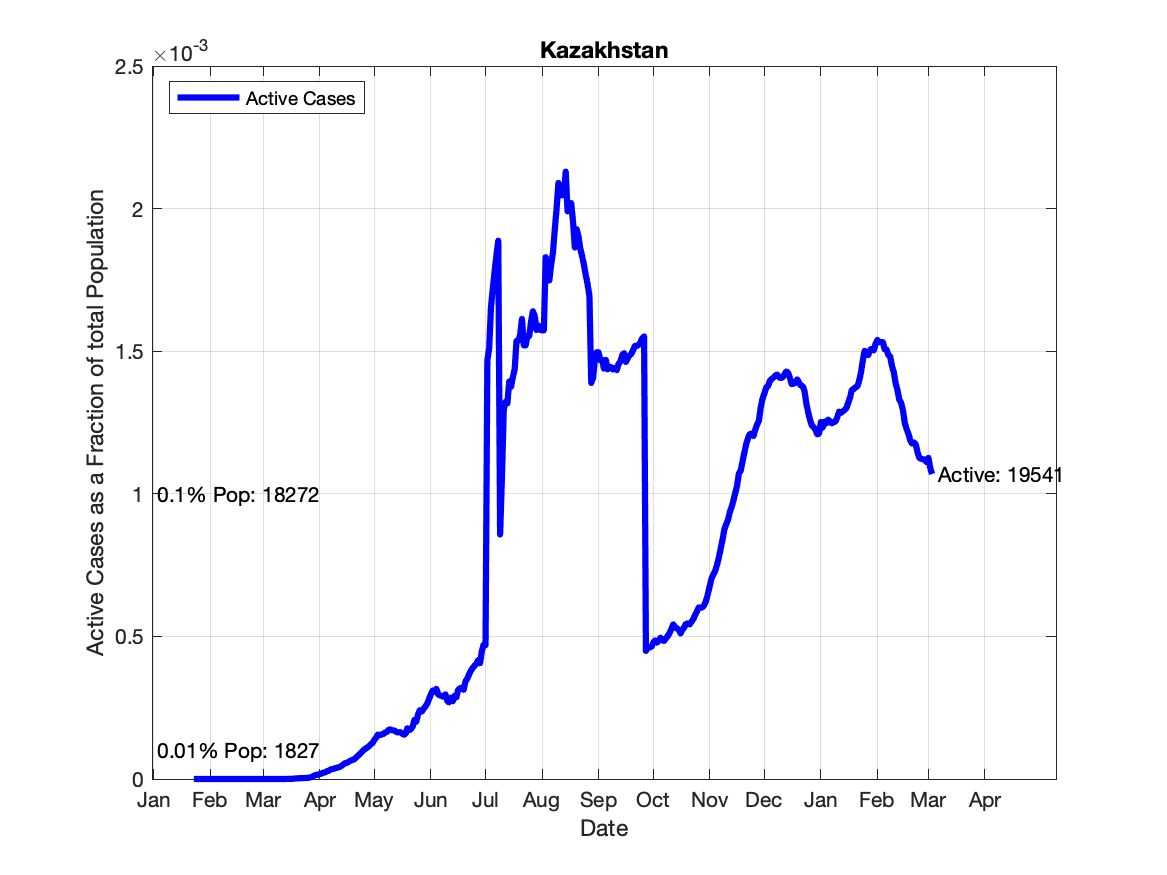 Kazakhstan
×10-3
2.5
2
1.5
1
0.5
0
Active Cases as a Fraction of total Population
Active Cases
0.1% Pop: 18272
0.01% Pop: 1827
Active: 19541
Jan Feb Mar Apr May Jun Jul Aug Sep Oct Nov Dec Jan Feb Mar Apr
Date